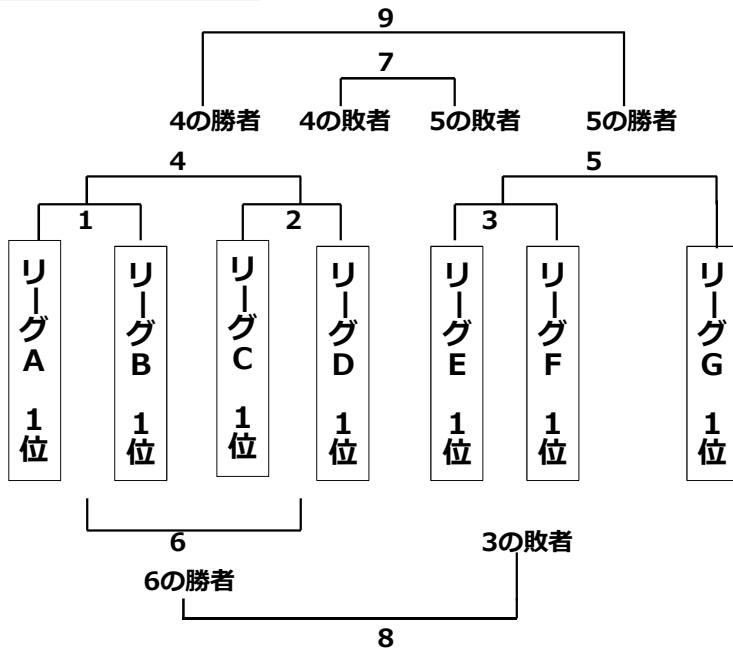 9
7
4の勝者 4の敗者 5の敗者 5の勝者
4 5
1 2 3
リーグA 1位
リーグB 1位
リーグC 1位
リーグD 1位
リーグE 1位
リーグF 1位
リーグG 1位
6 3の敗者
6の勝者
8